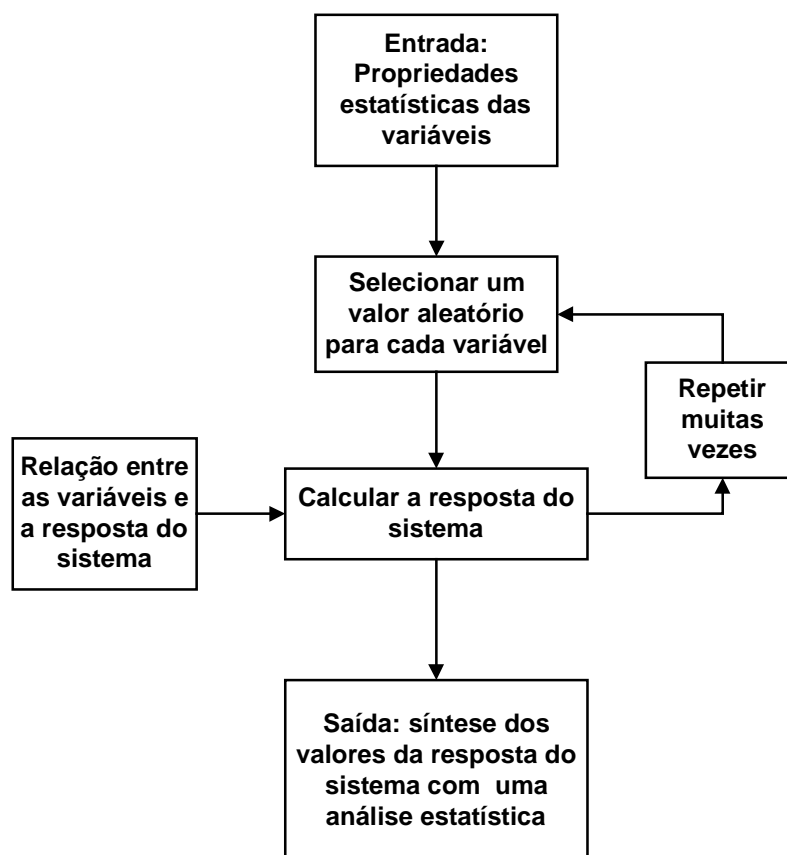 Entrada:
Propriedades
estatísticas das
variáveis
Selecionar um
valor aleatório
para cada variável
Repetir
muitas
vezes
Relação entre
as variáveis e
a resposta do
sistema
Calcular a resposta do
sistema
Saída: síntese dos
valores da resposta do
sistema com uma
análise estatística